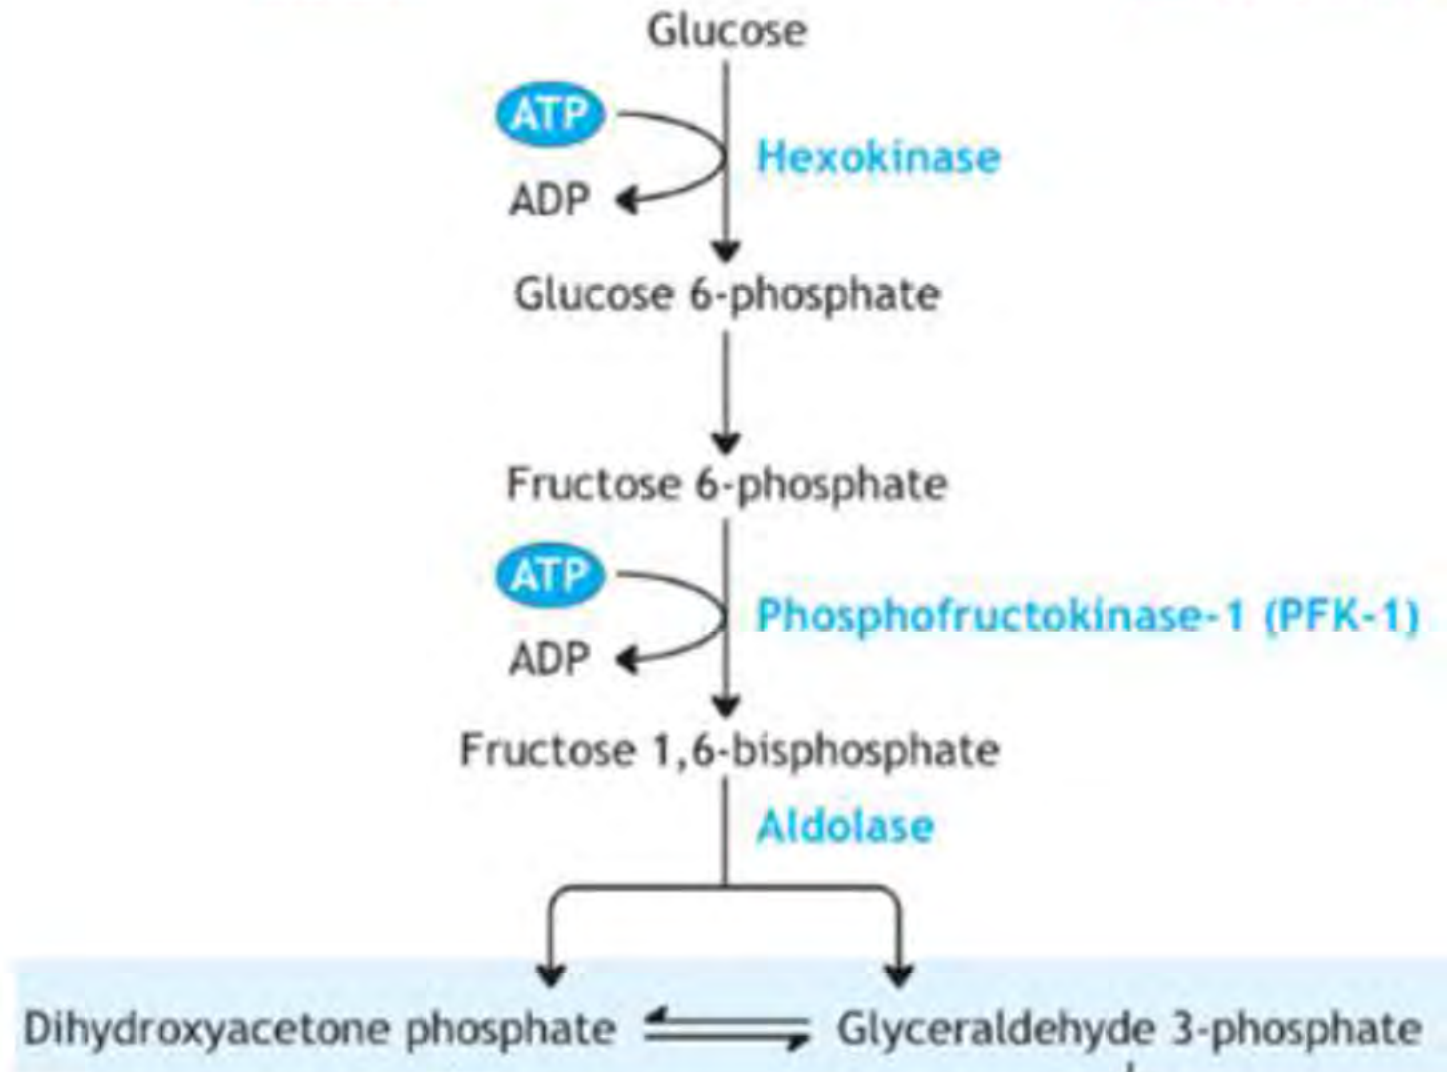 Glucose
ATP
Hexokinase
ADP
Glucose 6-phosphate
Fructose 6-phosphate
ATP
Phosphofructokinase-1 (PFK-1)
ADP
Fructose 1,6-bisphosphate
Aldolase
Dihydroxyacetone phosphate
Glyceraldehyde 3-phosphate